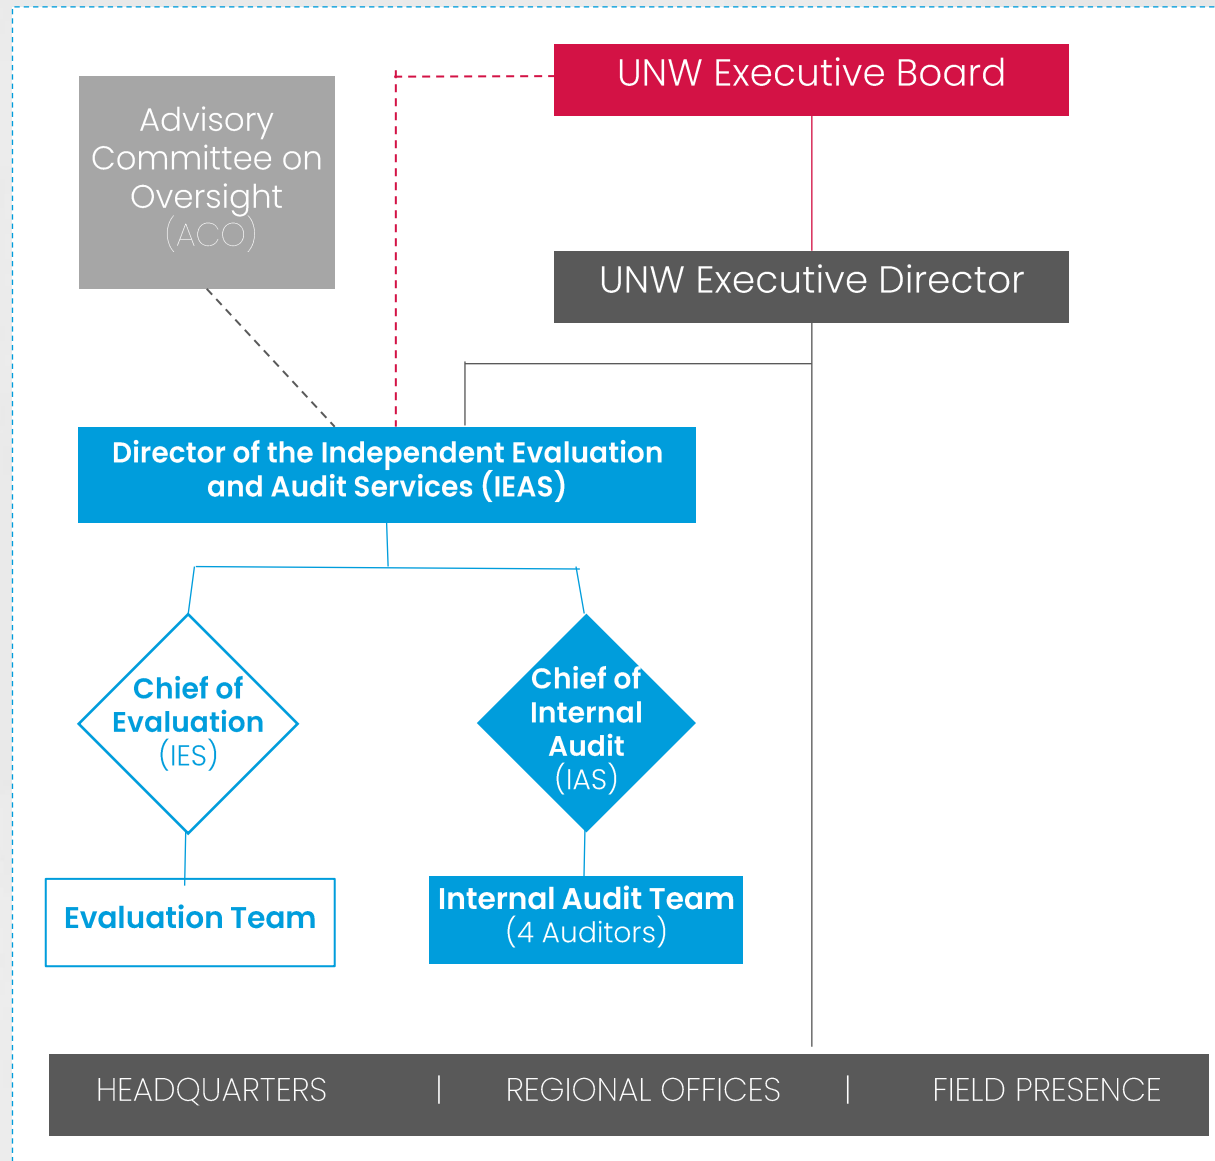 UNW Executive Board
Advisory
Committee on
Oversight
(ACO)
UNW Executive Director
Director of the Independent Evaluation
and Audit Services (IEAS)
Chief of
Evaluation
(IES)
Chief of
Internal
Audit
(IAS)
Evaluation Team
Internal Audit Team
(4 Auditors)
HEADQUARTERS | REGIONAL OFFICES | FIELD PRESENCE